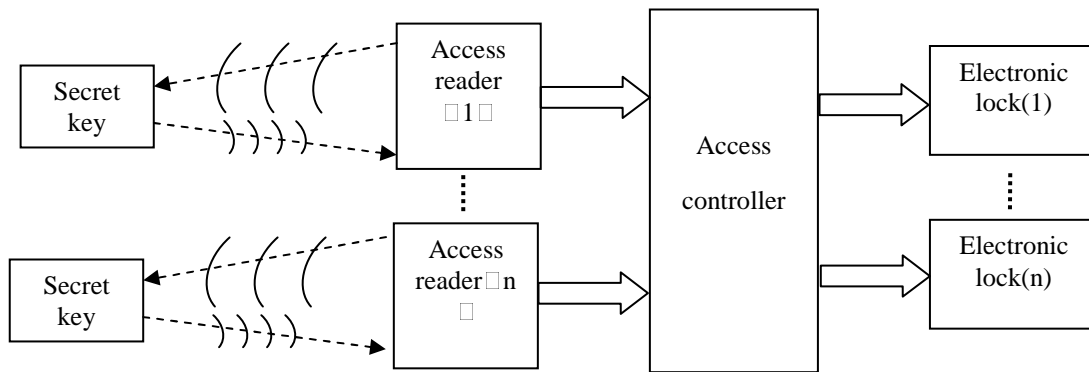 Secret
key
Access
reader
□1□
Access
controller
Electronic
lock(1)
Secret
key
Access
reader□n
□
Electronic
lock(n)